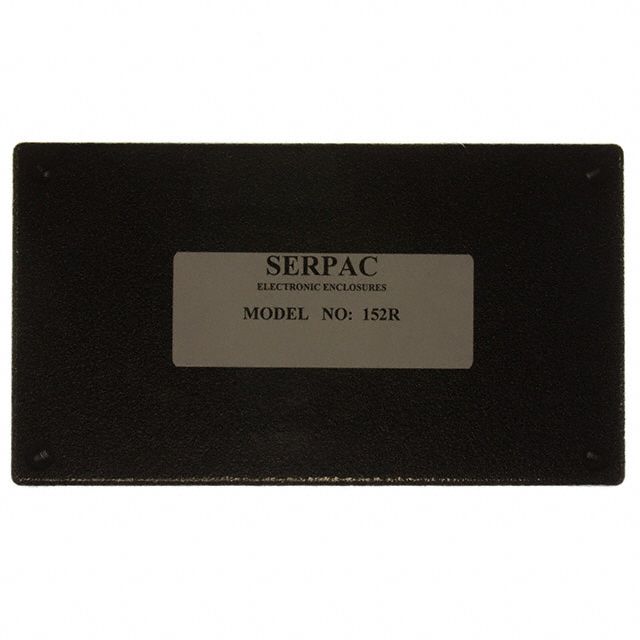 SERPAC
ELECTRONIC ENCLOSURES
MODEL NO: 152R